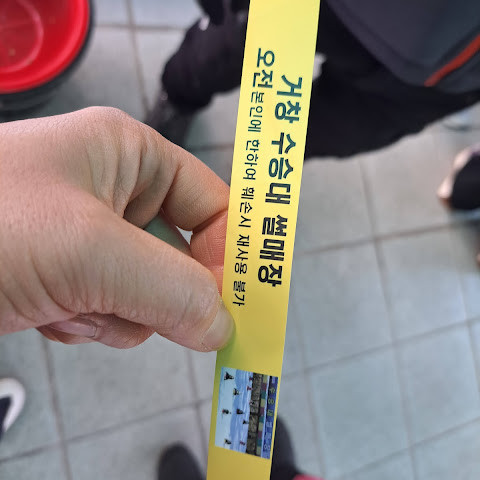 거창 수승대 썰매장
오전 본인에 한하여 훼손시 재사용 불가